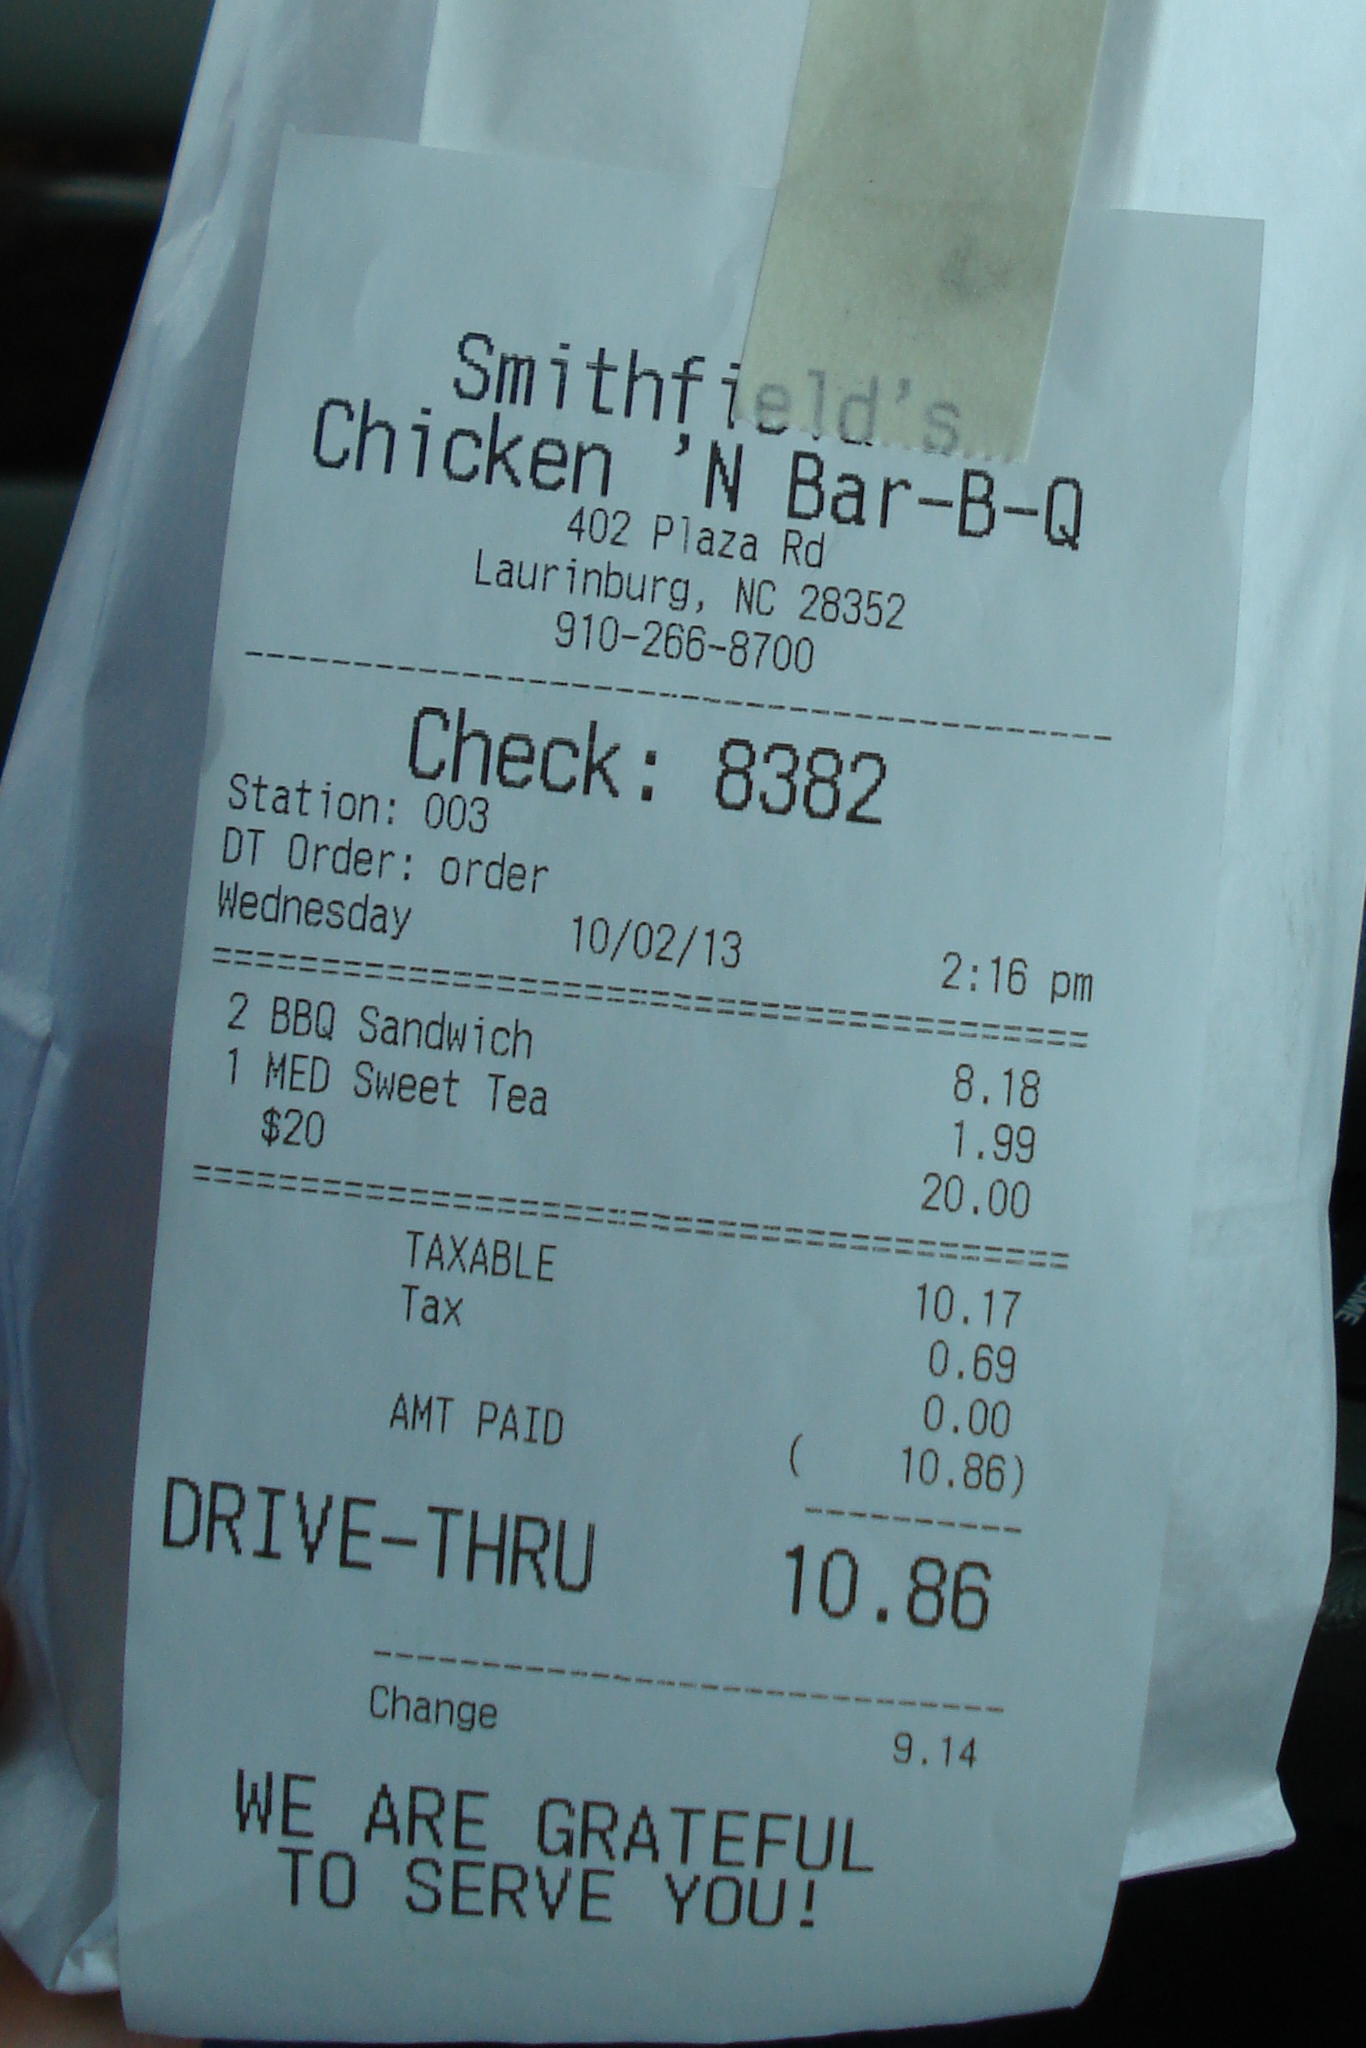 Smithfield's
Chicken 'N Bar-B-Q
402 Plaza Rd
Laurinburg, NC 28352
910-266-8700
----------------------------------------
Check: 8382
Station: 003
DT Order: order
Wednesday 10/02/13 2:16 pm
========================================
2 BBQ Sandwich 8.18
1 MED Sweet Tea 1.99
$20 20.00
========================================
TAXABLE 10.17
Tax 0.69
0.00
AMT PAID ( 10.86)
----------
DRIVE-THRU 10.86
-----------------------------
Change 9.14
WE ARE GRATEFUL
TO SERVE YOU!